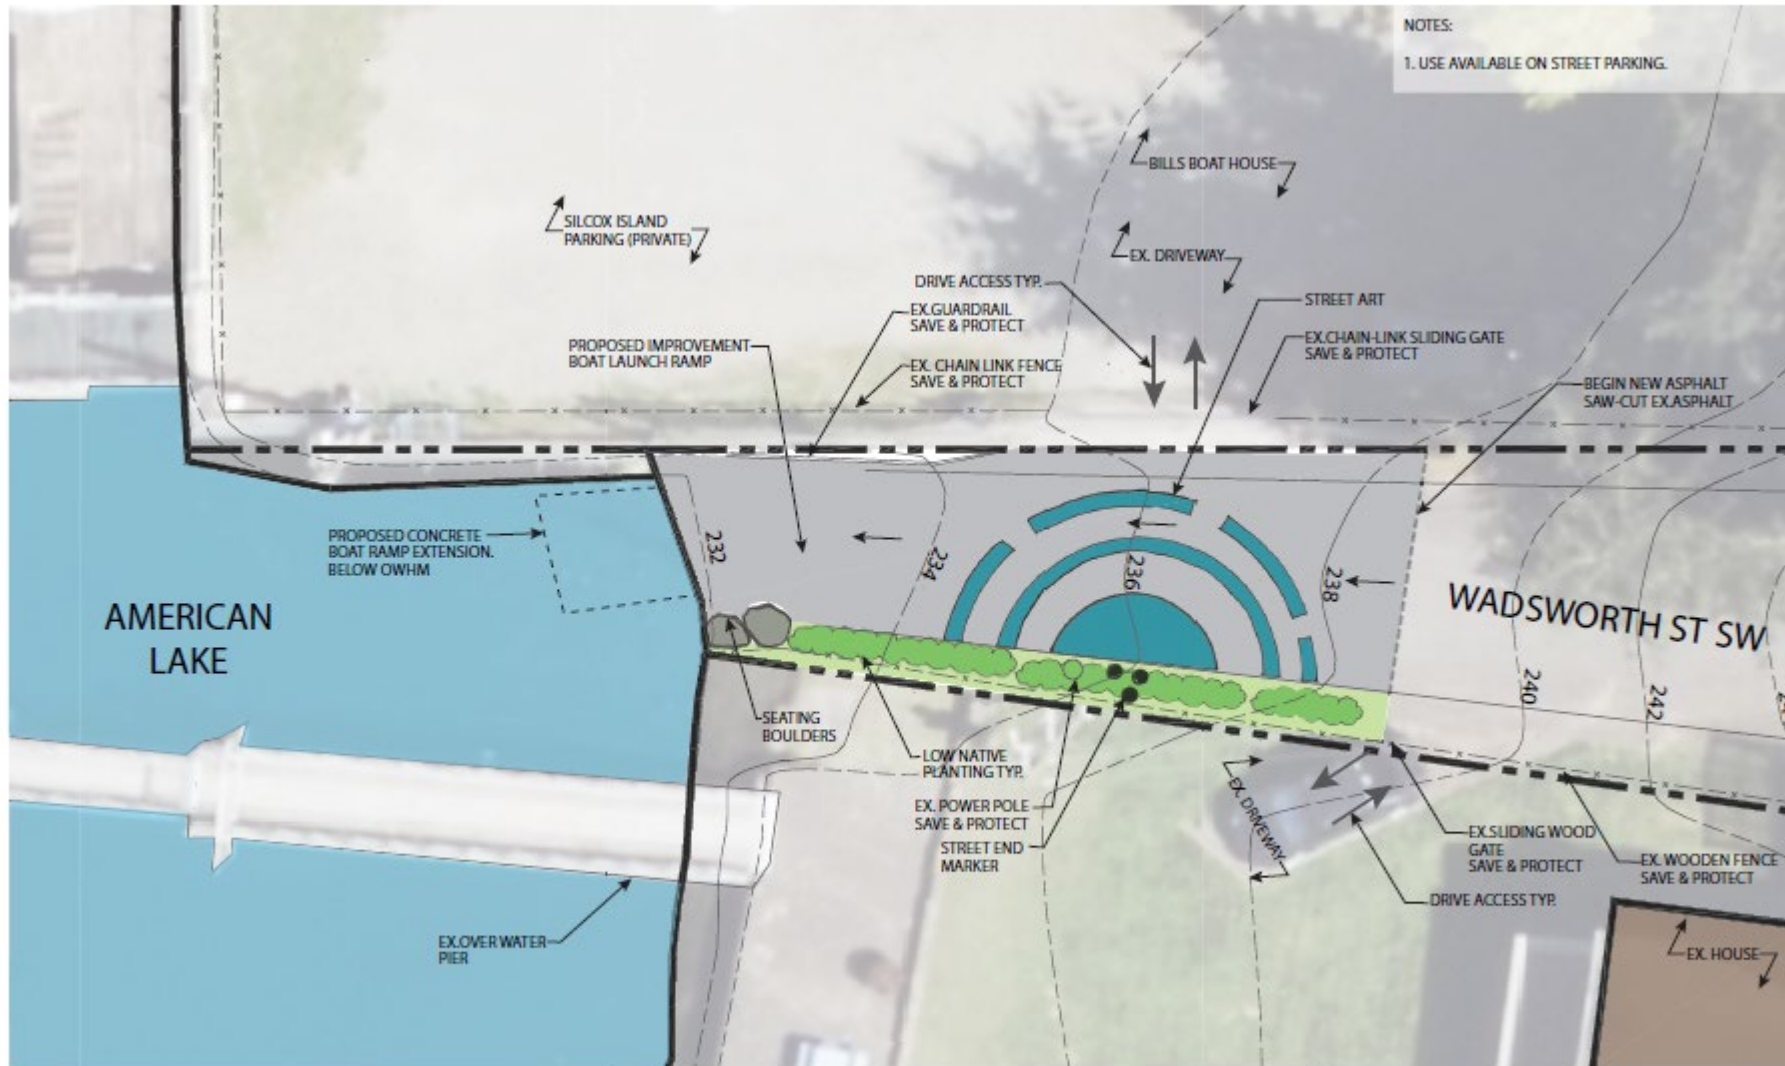 NOTES:
1. USE AVAILABLE ON STREET PARKING.
BILLS BOAT HOUSE
SILCOX ISLAND
PARKING (PRIVATE)
EX. DRIVEWAY
DRIVE ACCESS TYP.
STREET ART
EX.GUARDRAIL
SAVE & PROTECT
EX.CHAIN-LINK SLIDING GATE
SAVE & PROTECT
PROPOSED IMPROVEMENT
BOAT LAUNCH RAMP
EX. CHAIN LINK FENCE
SAVE & PROTECT
BEGIN NEW ASPHALT
SAW-CUT EX.ASPHALT
PROPOSED CONCRETE
BOAT RAMP EXTENSION.
BELOW OWHM
232
234
236
238
WADSWORTH ST SW
AMERICAN
LAKE
240
242
SEATING
BOULDERS
LOW NATIVE
PLANTING TYP.
EX. POWER POLE
SAVE & PROTECT
STREET END
MARKER
EX. DRIVEWAY
EX.SLIDING WOOD
GATE
SAVE & PROTECT
EX. WOODEN FENCE
SAVE & PROTECT
DRIVE ACCESS TYP.
EX.OVER WATER
PIER
EX. HOUSE